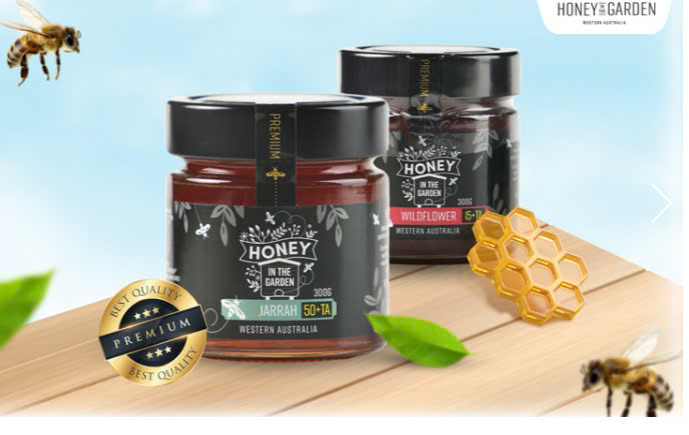 HONEY IN THE GARDEN
WESTERN AUSTRALIA
PREMIUM
HONEY
IN THE
GARDEN
300G
WILDFLOWER 15+TA
WESTERN AUSTRALIA
PREMIUM
HONEY
IN THE
GARDEN
300G
JARRAH 50+TA
WESTERN AUSTRALIA
BEST QUALITY
PREMIUM
BEST QUALITY